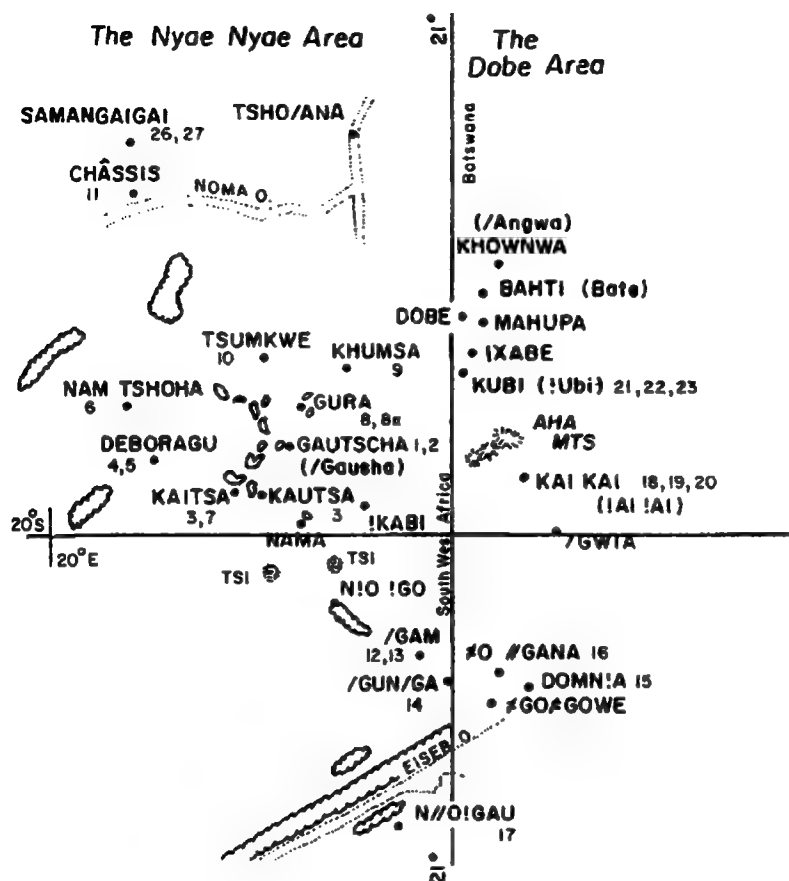 The Nyae Nyae Area
21°
The
Dobe Area
SAMANGAIGAI
26, 27
TSHO/ANA
CHÂSSIS
11
NOMA O.
Botswana
(/Angwa)
KHOWNWA
BAHTI (Bate)
DOBE
MAHUPA
TSUMKWE
10
KHUMSA
9
IXABE
KUBI (!Ubi) 21, 22, 23
NAM TSHOHA
6
GURA
8, 8a
AHA
MTS
DEBORAGU
4, 5
GAUTSCHA 1, 2
(/Gausha)
KAI KAI 18, 19, 20
(!AI !AI)
KAITSA
3, 7
KAUTSA
3
!KABI
20°S
NAMA
/GWIA
20°E
South West Africa
TSI
TSI
N!O !GO
/GAM
12, 13
≠O //GANA 16
/GUN/GA
14
DOMN!A 15
≠GO≠GOWE
EISEB O.
N//O!GAU
17
21°